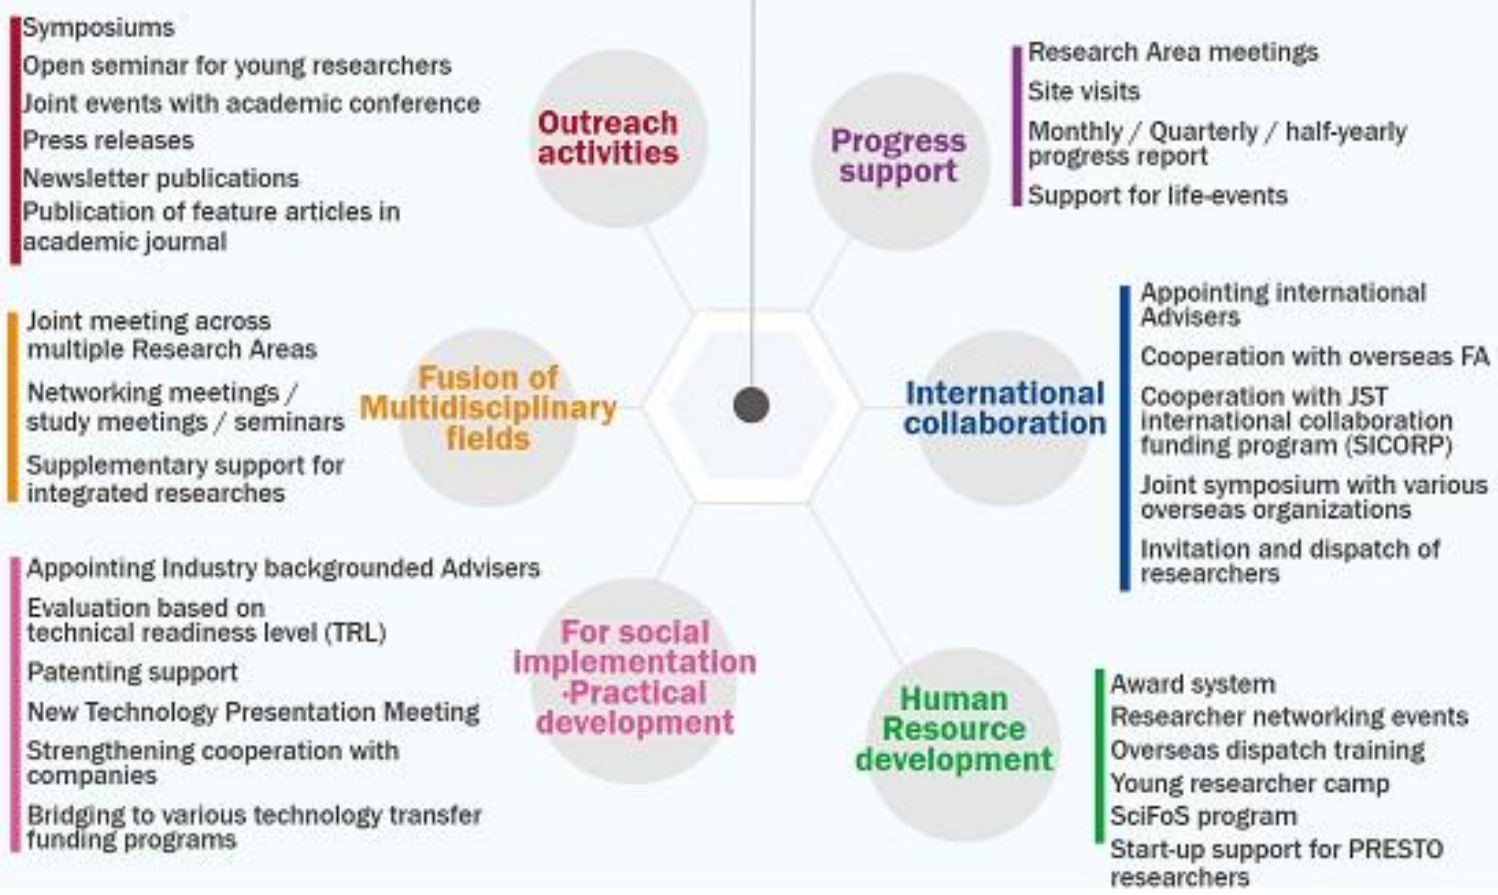 Symposiums
Open seminar for young researchers
Joint events with academic conference
Press releases
Newsletter publications
Publication of feature articles in
academic journal
Outreach
activities
Progress
support
Research Area meetings
Site visits
Monthly / Quarterly / half-yearly
progress report
Support for life-events
Joint meeting across
multiple Research Areas
Networking meetings /
study meetings / seminars
Supplementary support for
integrated researches
Fusion of
Multidisciplinary
fields
International
collaboration
Appointing international
Advisers
Cooperation with overseas FA
Cooperation with JST
international collaboration
funding program (SICORP)
Joint symposium with various
overseas organizations
Invitation and dispatch of
researchers
Appointing Industry backgrounded Advisers
Evaluation based on
technical readiness level (TRL)
Patenting support
New Technology Presentation Meeting
Strengthening cooperation with
companies
Bridging to various technology transfer
funding programs
For social
implementation
·Practical
development
Human
Resource
development
Award system
Researcher networking events
Overseas dispatch training
Young researcher camp
SciFoS program
Start-up support for PRESTO
researchers